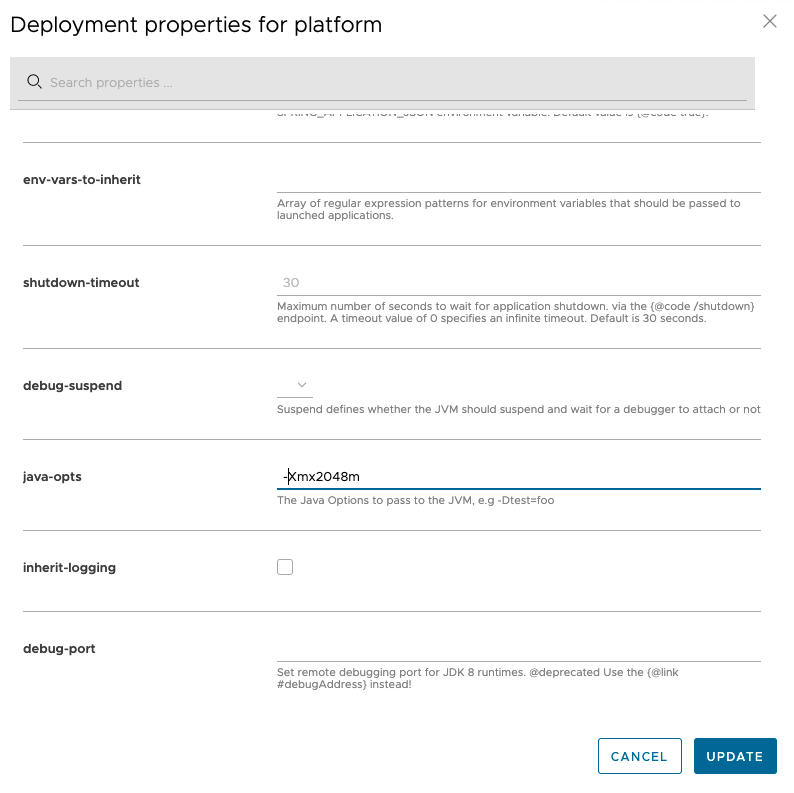 Deployment properties for platform
Search properties ...
SPRING_APPLICATION_JSON environment variable. Default value is {@code true}.
env-vars-to-inherit
Array of regular expression patterns for environment variables that should be passed to
launched applications.
shutdown-timeout
30
Maximum number of seconds to wait for application shutdown. via the {@code /shutdown}
endpoint. A timeout value of 0 specifies an infinite timeout. Default is 30 seconds.
debug-suspend
Suspend defines whether the JVM should suspend and wait for a debugger to attach or not
java-opts
-Xmx2048m
The Java Options to pass to the JVM, e.g -Dtest=foo
inherit-logging
debug-port
Set remote debugging port for JDK 8 runtimes. @deprecated Use the {@link
#debugAddress} instead!
CANCEL
UPDATE